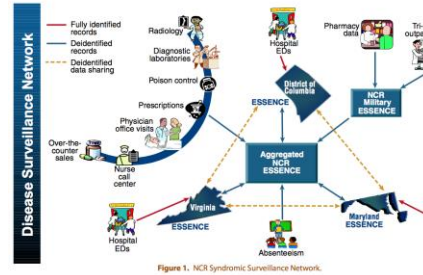 Disease Surveillance Network
Fully identified
records
Deidentified
records
Deidentified
data sharing
Radiology
Diagnostic
laboratories
Poison control
Prescriptions
Physician
office visits
Over-the-
counter
sales
Nurse
call
center
Hospital
EDs
Pharmacy
data
Tri-
outpa
District of
Columbia
ESSENCE
NCR
Military
ESSENCE
Aggregated
NCR
ESSENCE
Virginia
ESSENCE
Maryland
ESSENCE
Hospital
EDs
Absenteeism
Figure 1. NCR Syndromic Surveillance Network.